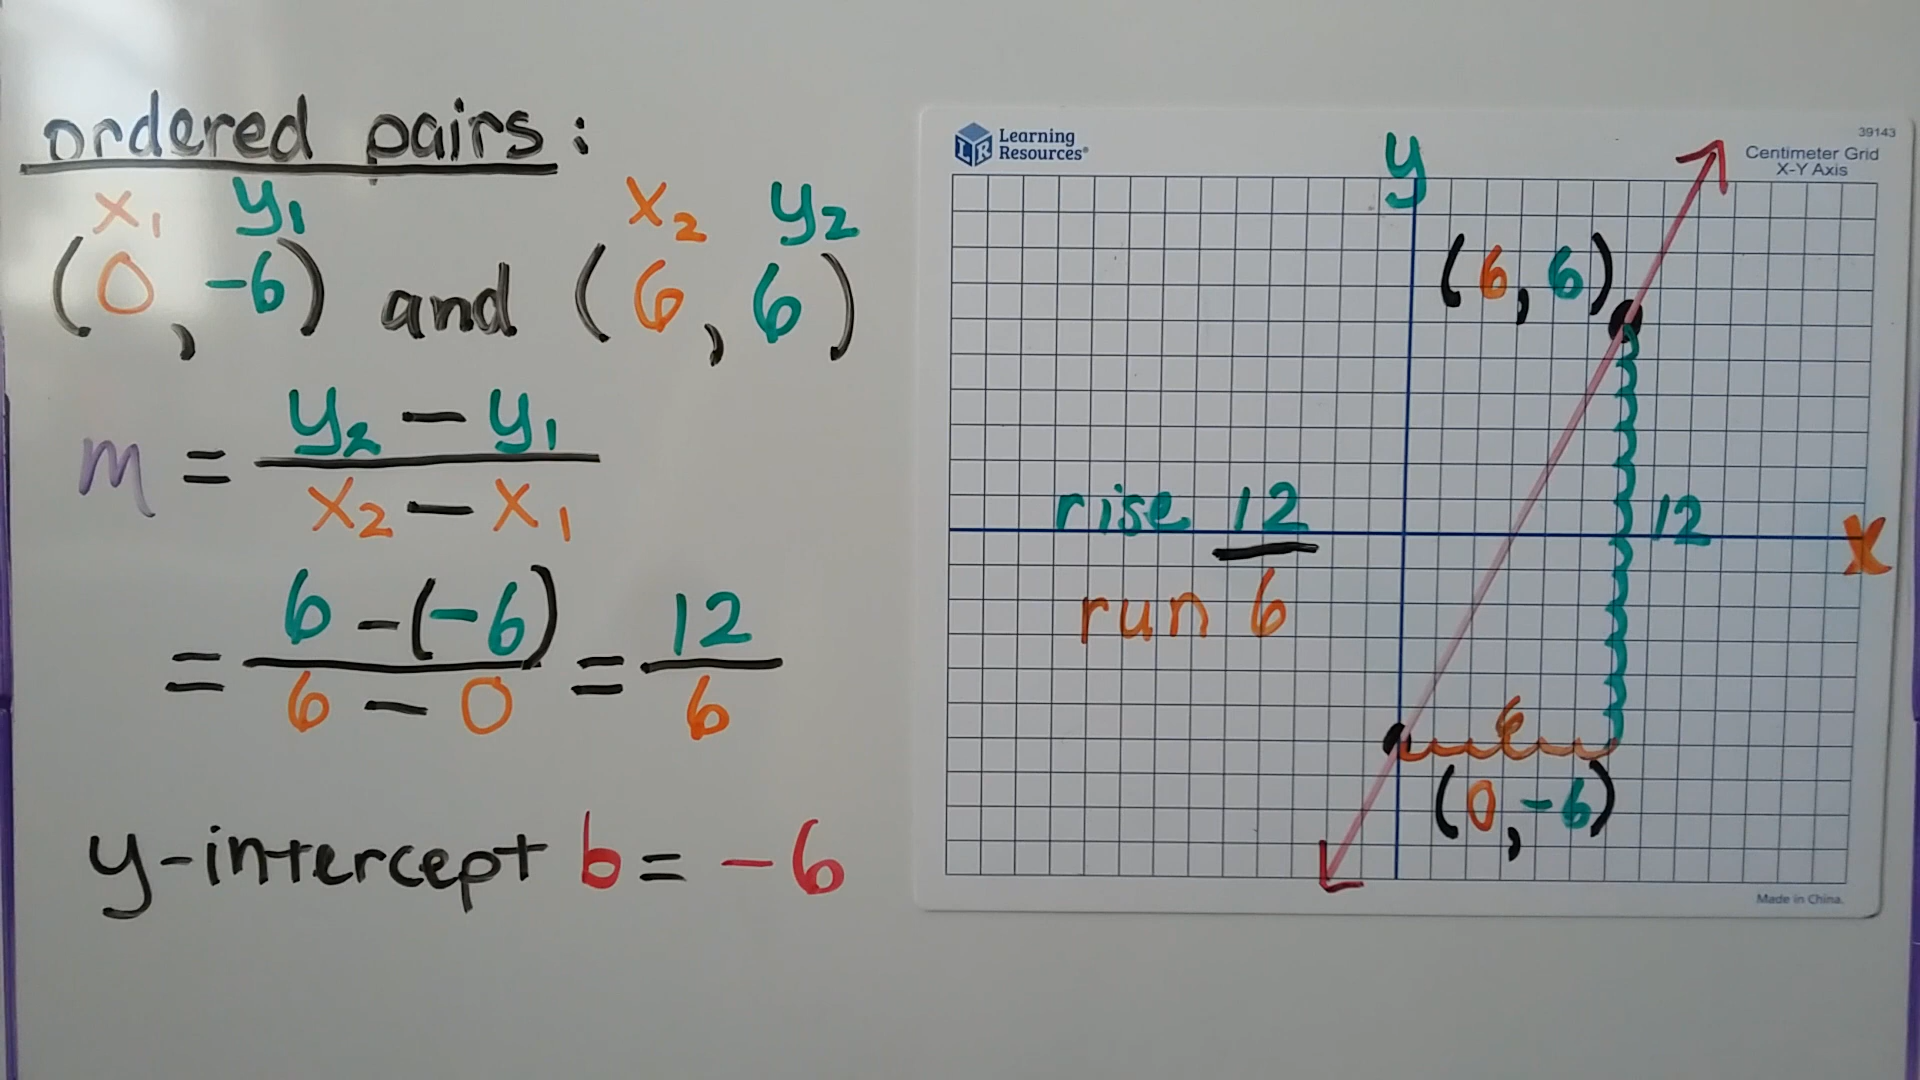 ordered pairs:
x₁ y₁ x₂ y₂
(0, -6) and (6, 6)
m = y₂ - y₁ / x₂ - x₁
= 6 - (-6) / 6 - 0 = 12 / 6
y-intercept b = -6
Learning
Resources®
39143
Centimeter Grid
X-Y Axis
y
(6, 6)
rise 12
run 6
12
x
6
(0, -6)
Made in China.